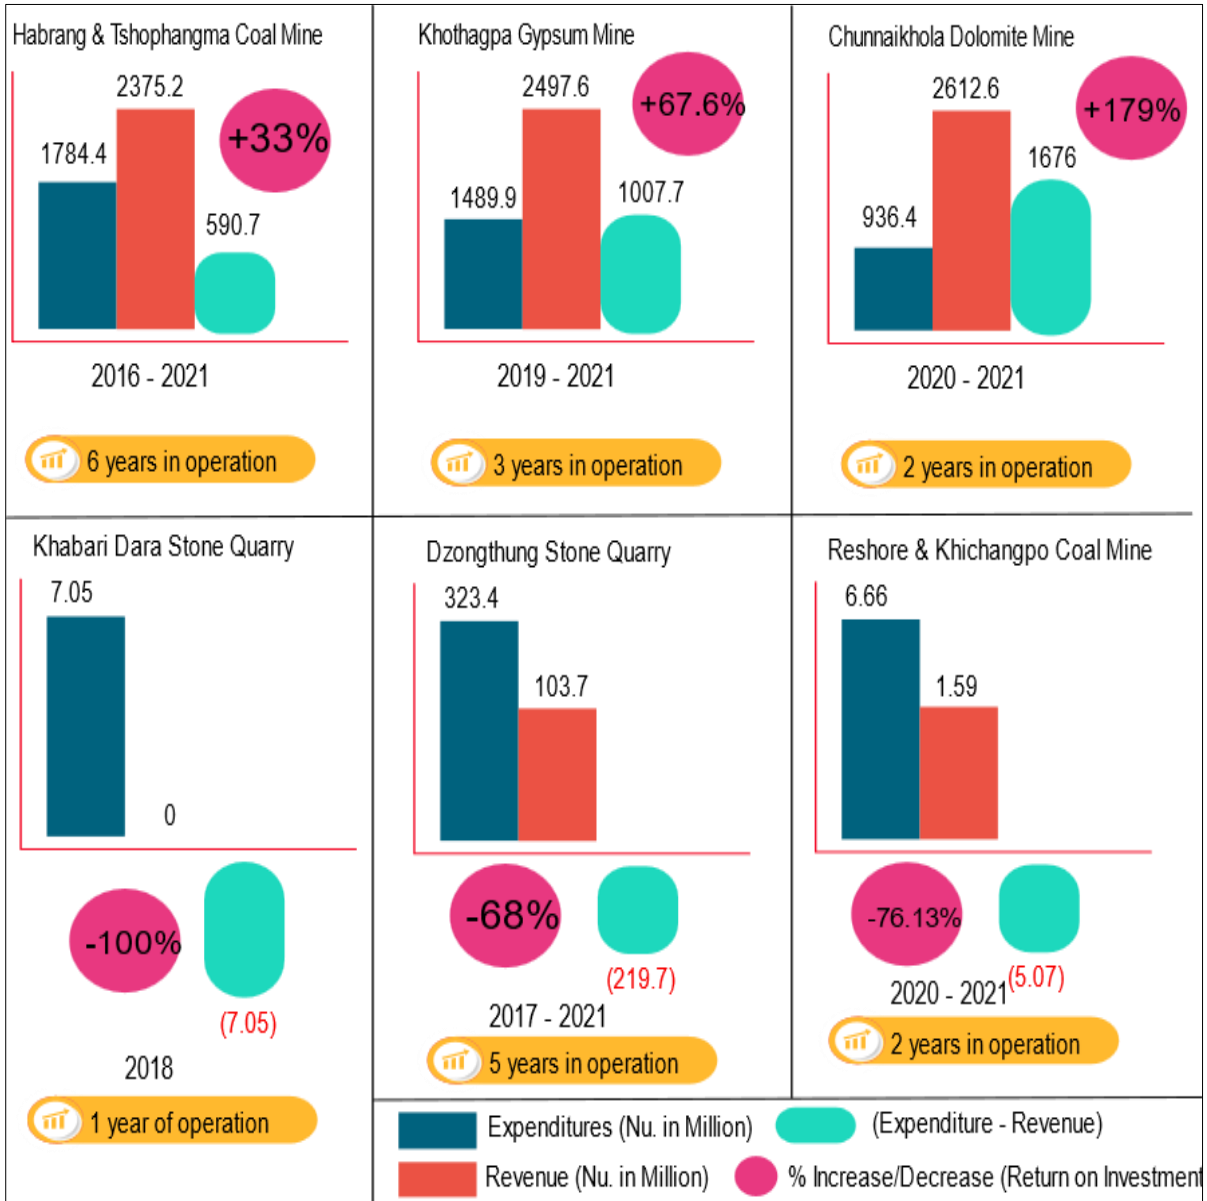 Habrang & Tshophangma Coal Mine
2375.2
1784.4
+33%
590.7
2016 - 2021
6 years in operation
Khothagpa Gypsum Mine
2497.6
+67.6%
1489.9
1007.7
2019 - 2021
3 years in operation
Chunnaikhola Dolomite Mine
2612.6
+179%
1676
936.4
2020 - 2021
2 years in operation
Khabari Dara Stone Quarry
7.05
0
-100%
(7.05)
2018
1 year of operation
Dzongthung Stone Quarry
323.4
103.7
-68%
(219.7)
2017 - 2021
5 years in operation
Reshore & Khichangpo Coal Mine
6.66
1.59
-76.13%
(5.07)
2020 - 2021
2 years in operation
Expenditures (Nu. in Million)
(Expenditure - Revenue)
Revenue (Nu. in Million)
% Increase/Decrease (Return on Investment